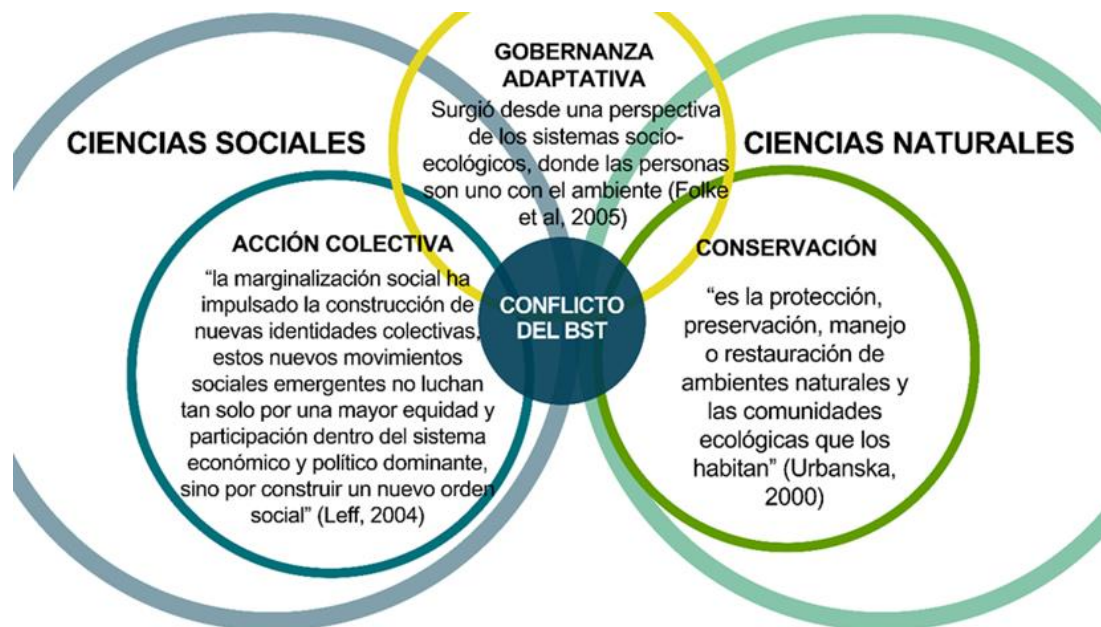 GOBERNANZA
ADAPTATIVA
Surgió desde una perspectiva
de los sistemas socio-
ecológicos, donde las personas
son uno con el ambiente (Folke
et al, 2005)
CIENCIAS SOCIALES
CIENCIAS NATURALES
ACCIÓN COLECTIVA
“la marginalización social ha
impulsado la construcción de
nuevas identidades colectivas,
estos nuevos movimientos
sociales emergentes no luchan
tan solo por una mayor equidad y
participación dentro del sistema
económico y político dominante,
sino por construir un nuevo orden
social” (Leff, 2004)
CONFLICTO
DEL BST
CONSERVACIÓN
“es la protección,
preservación, manejo
o restauración de
ambientes naturales y
las comunidades
ecológicas que los
habitan” (Urbanska,
2000)